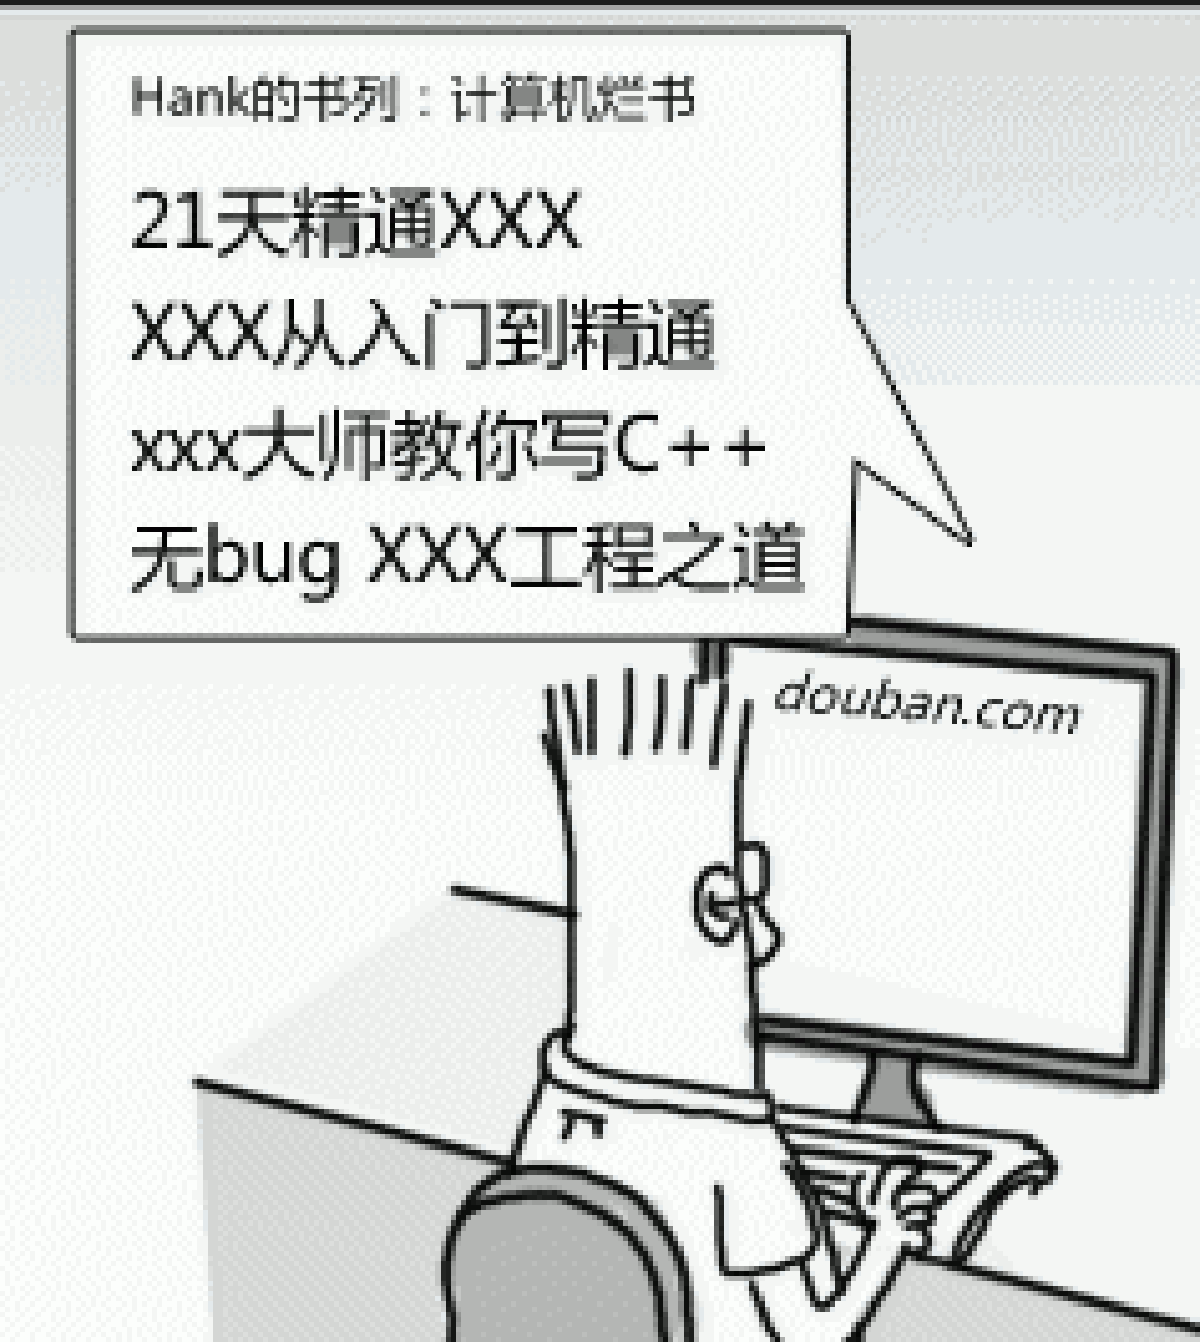 Hank的书列：计算机烂书
21天精通XXX
XXX从入门到精通
xxx大师教你写C++
无bug XXX工程之道
douban.com